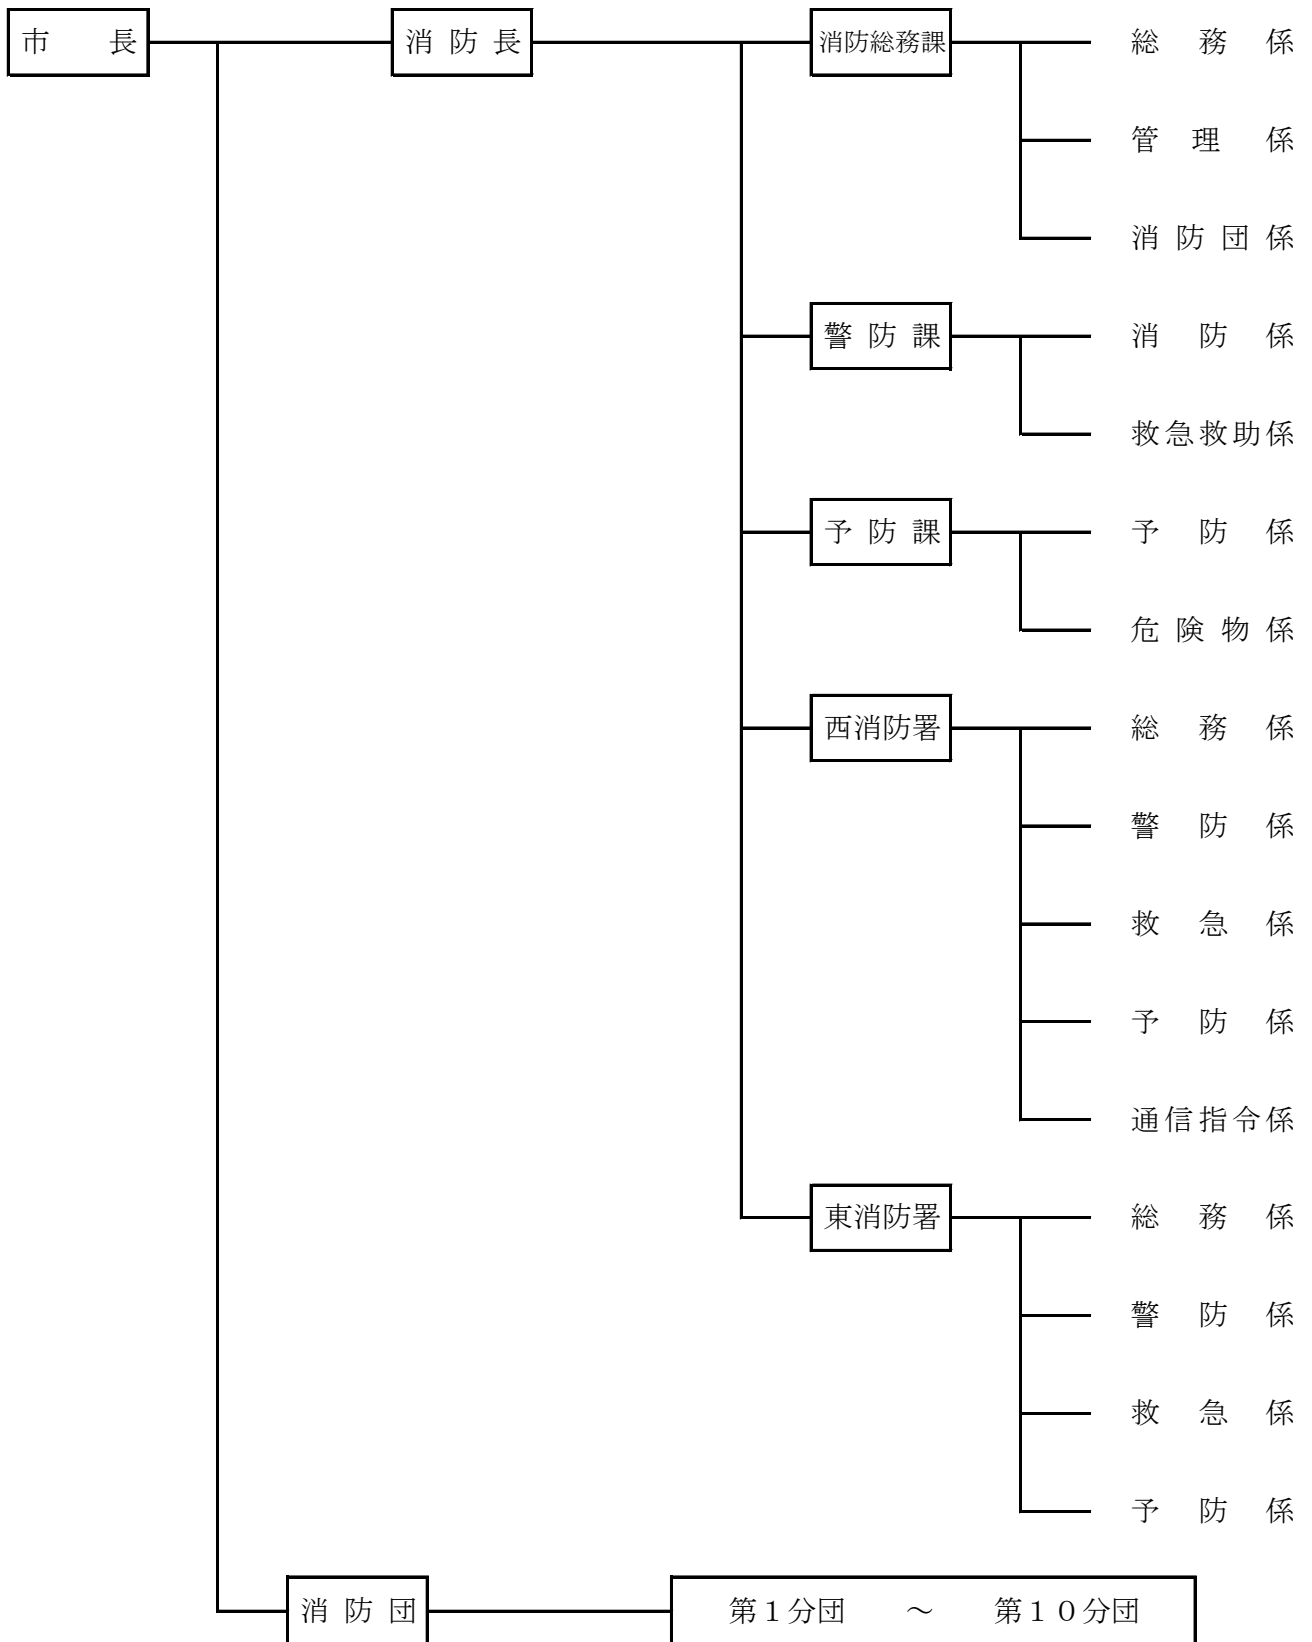 市長 消防長 消防総務課 総務係
管理係
消防団係
警防課 消防係
救急救助係
予防課 予防係
危険物係
西消防署 総務係
警防係
救急係
予防係
通信指令係
東消防署 総務係
警防係
救急係
予防係
消防団 第１分団 ～ 第１０分団